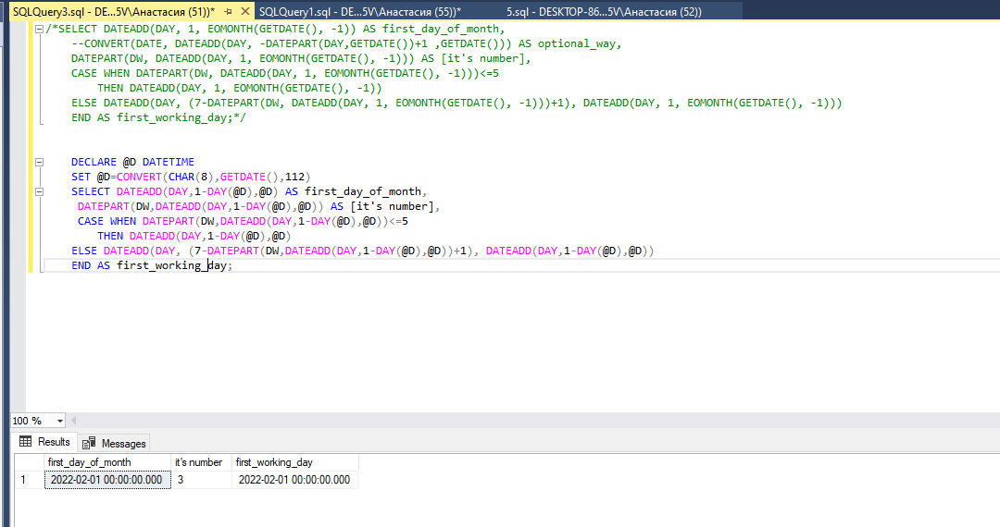 SQLQuery3.sql - DE...5V\Анастасия (51))*
SQLQuery1.sql - DE...5V\Анастасия (55))*
5.sql - DESKTOP-86...5V\Анастасия (52))
/*SELECT DATEADD(DAY, 1, EOMONTH(GETDATE(), -1)) AS first_day_of_month,
--CONVERT(DATE, DATEADD(DAY, -DATEPART(DAY,GETDATE())+1 ,GETDATE())) AS optional_way,
DATEPART(DW, DATEADD(DAY, 1, EOMONTH(GETDATE(), -1))) AS [it's number],
CASE WHEN DATEPART(DW, DATEADD(DAY, 1, EOMONTH(GETDATE(), -1)))<=5
THEN DATEADD(DAY, 1, EOMONTH(GETDATE(), -1))
ELSE DATEADD(DAY, (7-DATEPART(DW, DATEADD(DAY, 1, EOMONTH(GETDATE(), -1)))+1), DATEADD(DAY, 1, EOMONTH(GETDATE(), -1)))
END AS first_working_day;*/
DECLARE @D DATETIME
SET @D=CONVERT(CHAR(8),GETDATE(),112)
SELECT DATEADD(DAY,1-DAY(@D),@D) AS first_day_of_month,
DATEPART(DW,DATEADD(DAY,1-DAY(@D),@D)) AS [it's number],
CASE WHEN DATEPART(DW,DATEADD(DAY,1-DAY(@D),@D))<=5
THEN DATEADD(DAY,1-DAY(@D),@D)
ELSE DATEADD(DAY, (7-DATEPART(DW,DATEADD(DAY,1-DAY(@D),@D))+1), DATEADD(DAY,1-DAY(@D),@D))
END AS first_working_day;
100 %
Results Messages
first_day_of_month it's number first_working_day
1 2022-02-01 00:00:00.000 3 2022-02-01 00:00:00.000